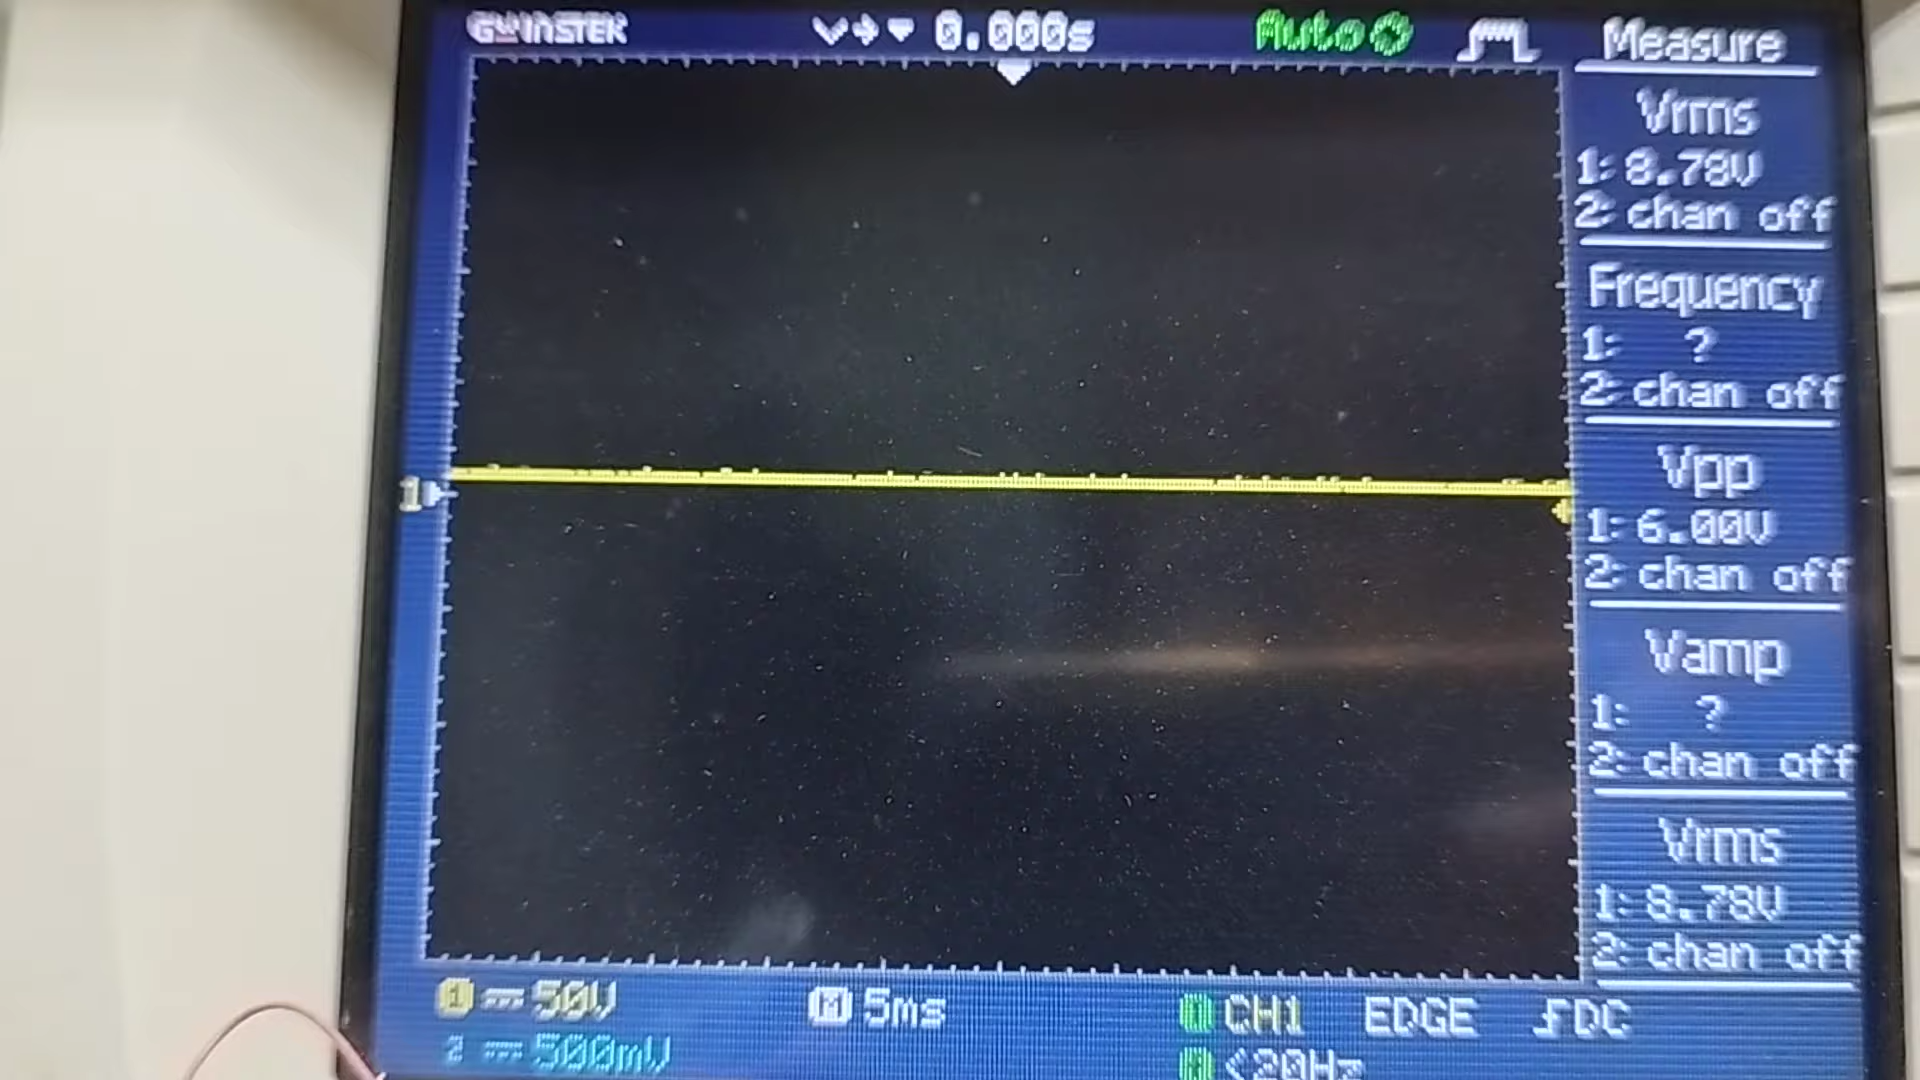 GWINSTEK 0.000s Auto
Measure
Vrms
1: 8.78V
2: chan off
Frequency
1: ?
2: chan off
Vpp
1: 6.00V
2: chan off
Vamp
1: ?
2: chan off
Vrms
1: 8.78V
2: chan off
1
1 50V M 5ms CH1 EDGE DC
2 500mV <20Hz